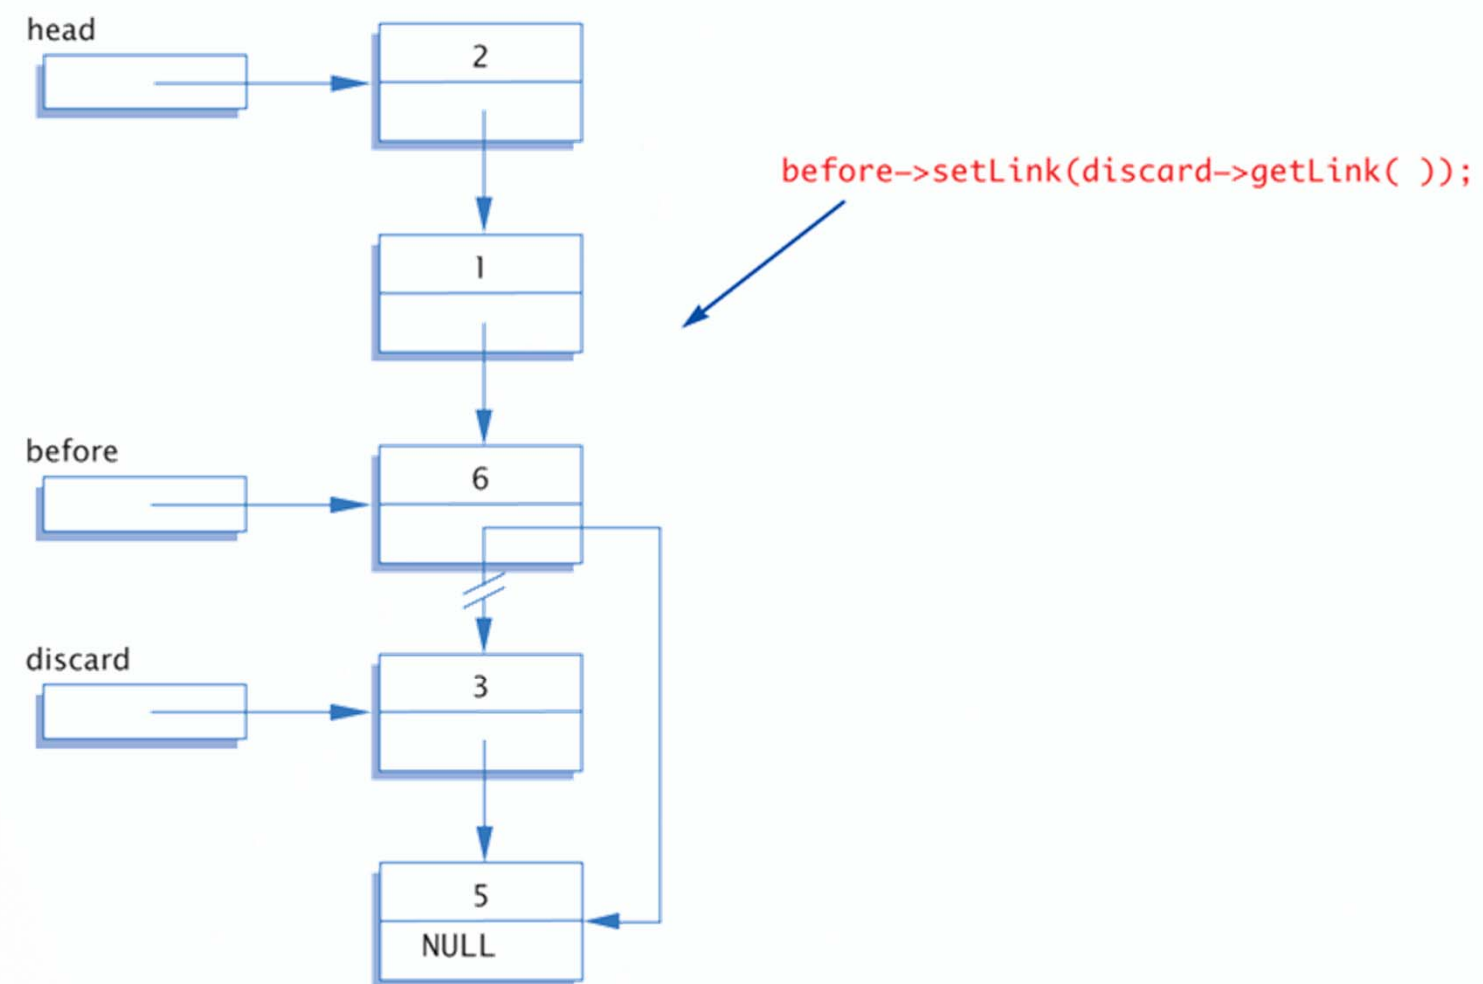 head
2
before—>setLink(discard—>getLink( ));
1
before
6
discard
3
5
NULL